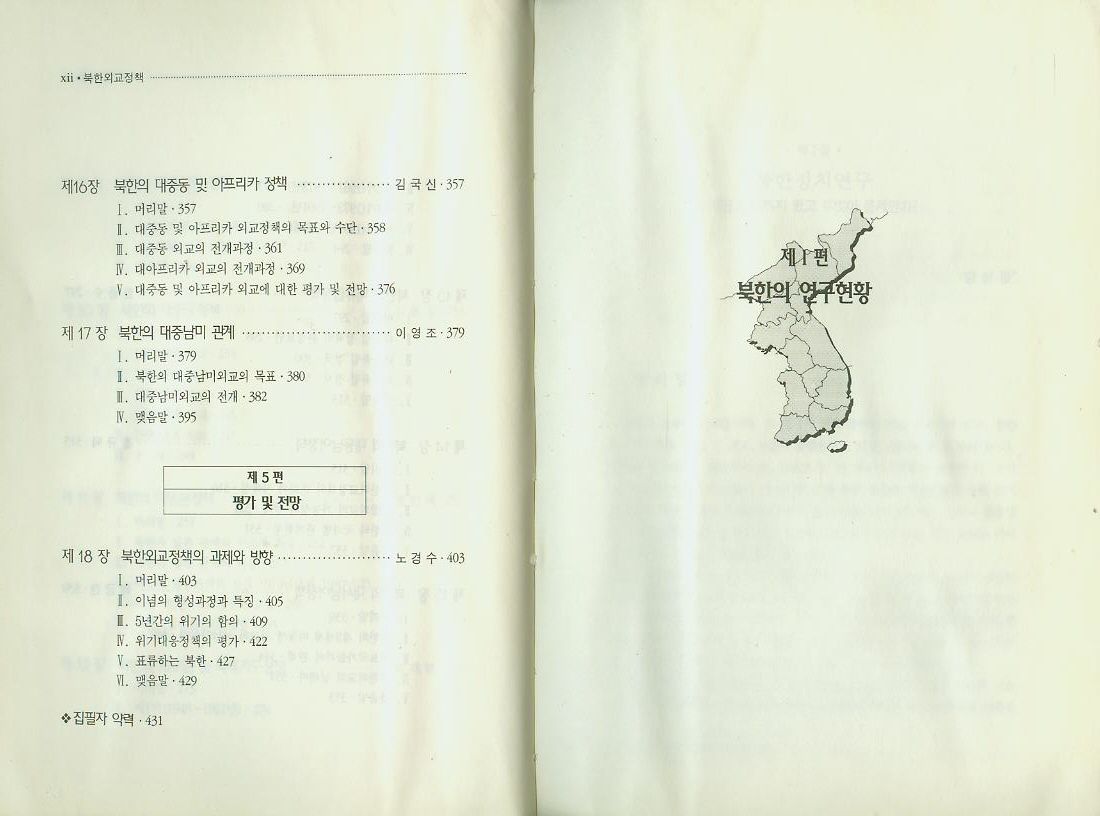 xii • 북한외교정책
제16장 북한의 대중동 및 아프리카 정책 ·················· 김 국 신 · 357
Ⅰ. 머리말 · 357
Ⅱ. 대중동 및 아프리카 외교정책의 목표와 수단 · 358
Ⅲ. 대중동 외교의 전개과정 · 361
Ⅳ. 대아프리카 외교의 전개과정 · 369
Ⅴ. 대중동 및 아프리카 외교에 대한 평가 및 전망 · 376
제 17 장 북한의 대중남미 관계 ···························· 이 영 조 · 379
Ⅰ. 머리말 · 379
Ⅱ. 북한의 대중남미외교의 목표 · 380
Ⅲ. 대중남미외교의 전개 · 382
Ⅳ. 맺음말 · 395
제 5 편
평가 및 전망
제 18 장 북한외교정책의 과제와 방향 ····················· 노 경 수 · 403
Ⅰ. 머리말 · 403
Ⅱ. 이념의 형성과정과 특징 · 405
Ⅲ. 5년간의 위기의 함의 · 409
Ⅳ. 위기대응정책의 평가 · 422
Ⅴ. 표류하는 북한 · 427
Ⅵ. 맺음말 · 429
❖ 집필자 약력 · 431
제 1 편
북한의 연구현황